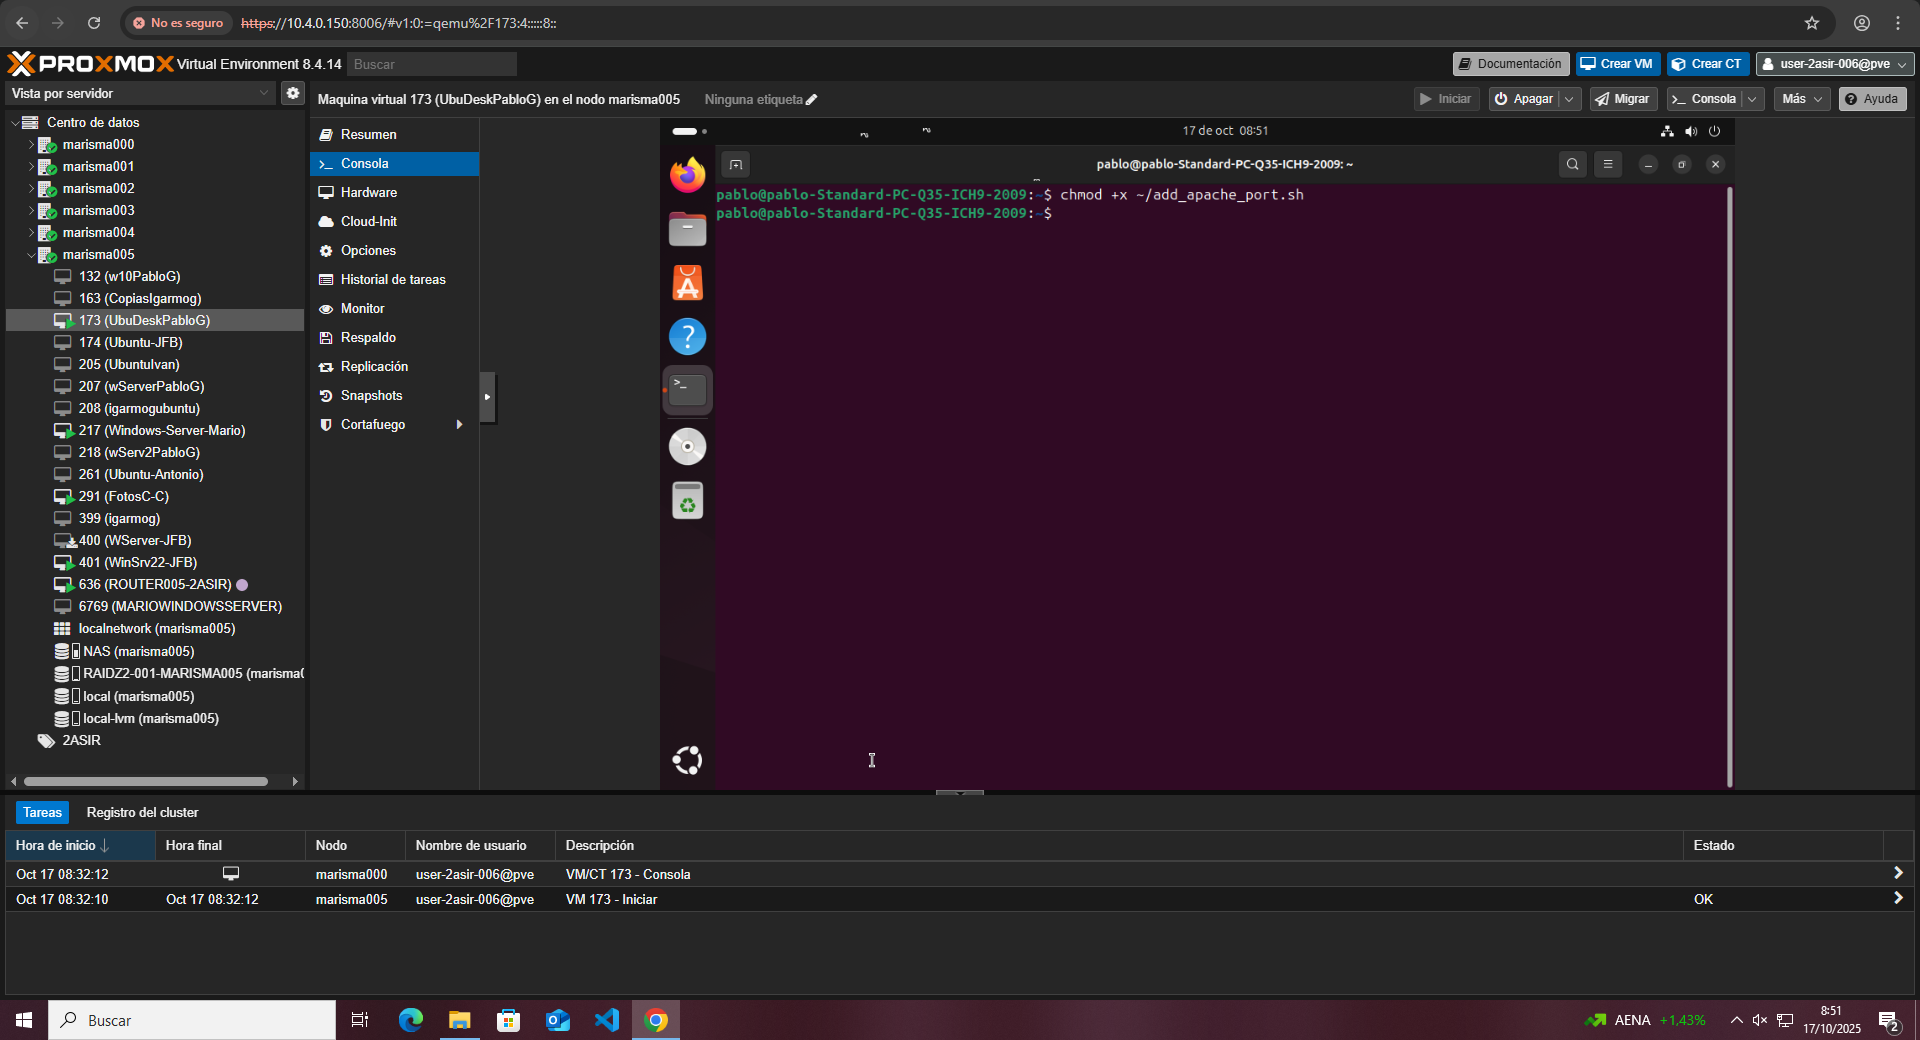 No es seguro https://10.4.0.150:8006/#v1:0:=qemu%2F173:4:::::8::
PROXMOX Virtual Environment 8.4.14 Buscar Documentación Crear VM Crear CT user-2asir-006@pve
Vista por servidor
Maquina virtual 173 (UbuDeskPabloG) en el nodo marisma005 Ninguna etiqueta Iniciar Apagar Migrar Consola Más Ayuda
Centro de datos
marisma000
marisma001
marisma002
marisma003
marisma004
marisma005
132 (w10PabloG)
163 (CopiasIgarmog)
173 (UbuDeskPabloG)
174 (Ubuntu-JFB)
205 (UbuntuIvan)
207 (wServerPabloG)
208 (igarmogubuntu)
217 (Windows-Server-Mario)
218 (wServ2PabloG)
261 (Ubuntu-Antonio)
291 (FotosC-C)
399 (igarmog)
400 (WServer-JFB)
401 (WinSrv22-JFB)
636 (ROUTER005-2ASIR)
6769 (MARIOWINDOWSSERVER)
localnetwork (marisma005)
NAS (marisma005)
RAIDZ2-001-MARISMA005 (marisma0
local (marisma005)
local-lvm (marisma005)
2ASIR
Resumen
Consola
Hardware
Cloud-Init
Opciones
Historial de tareas
Monitor
Respaldo
Replicación
Snapshots
Cortafuego
17 de oct 08:51
pablo@pablo-Standard-PC-Q35-ICH9-2009: ~
pablo@pablo-Standard-PC-Q35-ICH9-2009:~$ chmod +x ~/add_apache_port.sh
pablo@pablo-Standard-PC-Q35-ICH9-2009:~$
Tareas Registro del cluster
Hora de inicio Hora final Nodo Nombre de usuario Descripción Estado
Oct 17 08:32:12 marisma000 user-2asir-006@pve VM/CT 173 - Consola
Oct 17 08:32:10 Oct 17 08:32:12 marisma005 user-2asir-006@pve VM 173 - Iniciar OK
Buscar
AENA +1,43%
8:51
17/10/2025
2